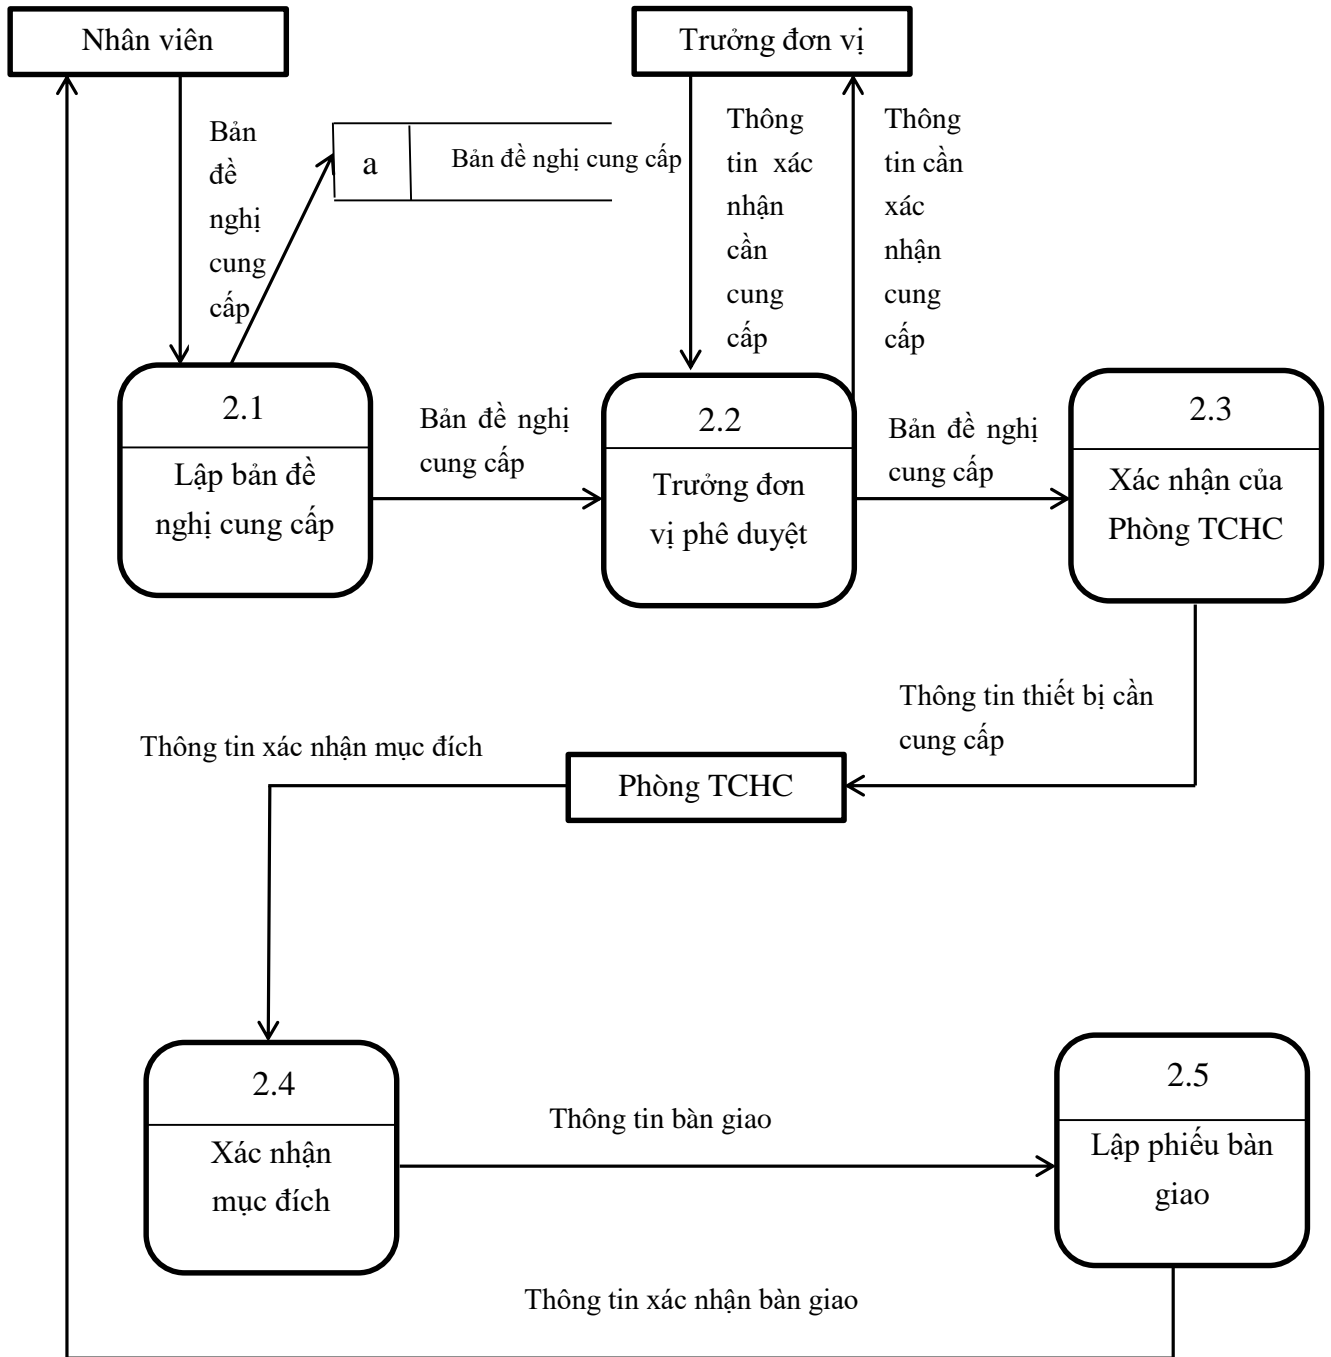 Nhân viên
Trưởng đơn vị
Bản
đề
nghị
cung
cấp
a
Bản đề nghị cung cấp
Thông
tin xác
nhận
cần
cung
cấp
Thông
tin cần
xác
nhận
cung
cấp
2.1
Lập bản đề
nghị cung cấp
Bản đề nghị
cung cấp
2.2
Trưởng đơn
vị phê duyệt
Bản đề nghị
cung cấp
2.3
Xác nhận của
Phòng TCHC
Thông tin thiết bị cần
cung cấp
Thông tin xác nhận mục đích
Phòng TCHC
2.4
Xác nhận
mục đích
Thông tin bàn giao
2.5
Lập phiếu bàn
giao
Thông tin xác nhận bàn giao